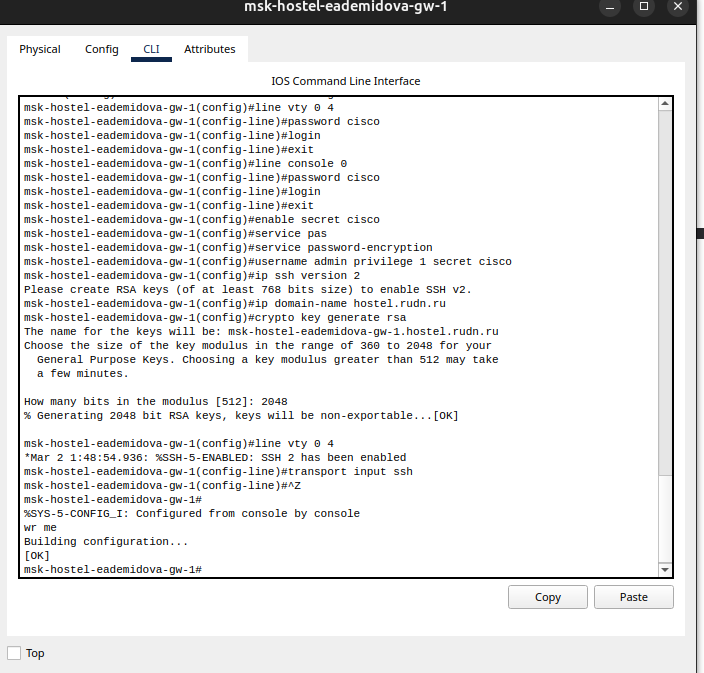 msk-hostel-eademidova-gw-1
Physical Config CLI Attributes
IOS Command Line Interface
msk-hostel-eademidova-gw-1(config)#line vty 0 4
msk-hostel-eademidova-gw-1(config-line)#password cisco
msk-hostel-eademidova-gw-1(config-line)#login
msk-hostel-eademidova-gw-1(config-line)#exit
msk-hostel-eademidova-gw-1(config)#line console 0
msk-hostel-eademidova-gw-1(config-line)#password cisco
msk-hostel-eademidova-gw-1(config-line)#login
msk-hostel-eademidova-gw-1(config-line)#exit
msk-hostel-eademidova-gw-1(config)#enable secret cisco
msk-hostel-eademidova-gw-1(config)#service pas
msk-hostel-eademidova-gw-1(config)#service password-encryption
msk-hostel-eademidova-gw-1(config)#username admin privilege 1 secret cisco
msk-hostel-eademidova-gw-1(config)#ip ssh version 2
Please create RSA keys (of at least 768 bits size) to enable SSH v2.
msk-hostel-eademidova-gw-1(config)#ip domain-name hostel.rudn.ru
msk-hostel-eademidova-gw-1(config)#crypto key generate rsa
The name for the keys will be: msk-hostel-eademidova-gw-1.hostel.rudn.ru
Choose the size of the key modulus in the range of 360 to 2048 for your
General Purpose Keys. Choosing a key modulus greater than 512 may take
a few minutes.
How many bits in the modulus [512]: 2048
% Generating 2048 bit RSA keys, keys will be non-exportable...[OK]
msk-hostel-eademidova-gw-1(config)#line vty 0 4
*Mar 2 1:48:54.936: %SSH-5-ENABLED: SSH 2 has been enabled
msk-hostel-eademidova-gw-1(config-line)#transport input ssh
msk-hostel-eademidova-gw-1(config-line)#^Z
msk-hostel-eademidova-gw-1#
%SYS-5-CONFIG_I: Configured from console by console
wr me
Building configuration...
[OK]
msk-hostel-eademidova-gw-1#
Copy Paste
Top